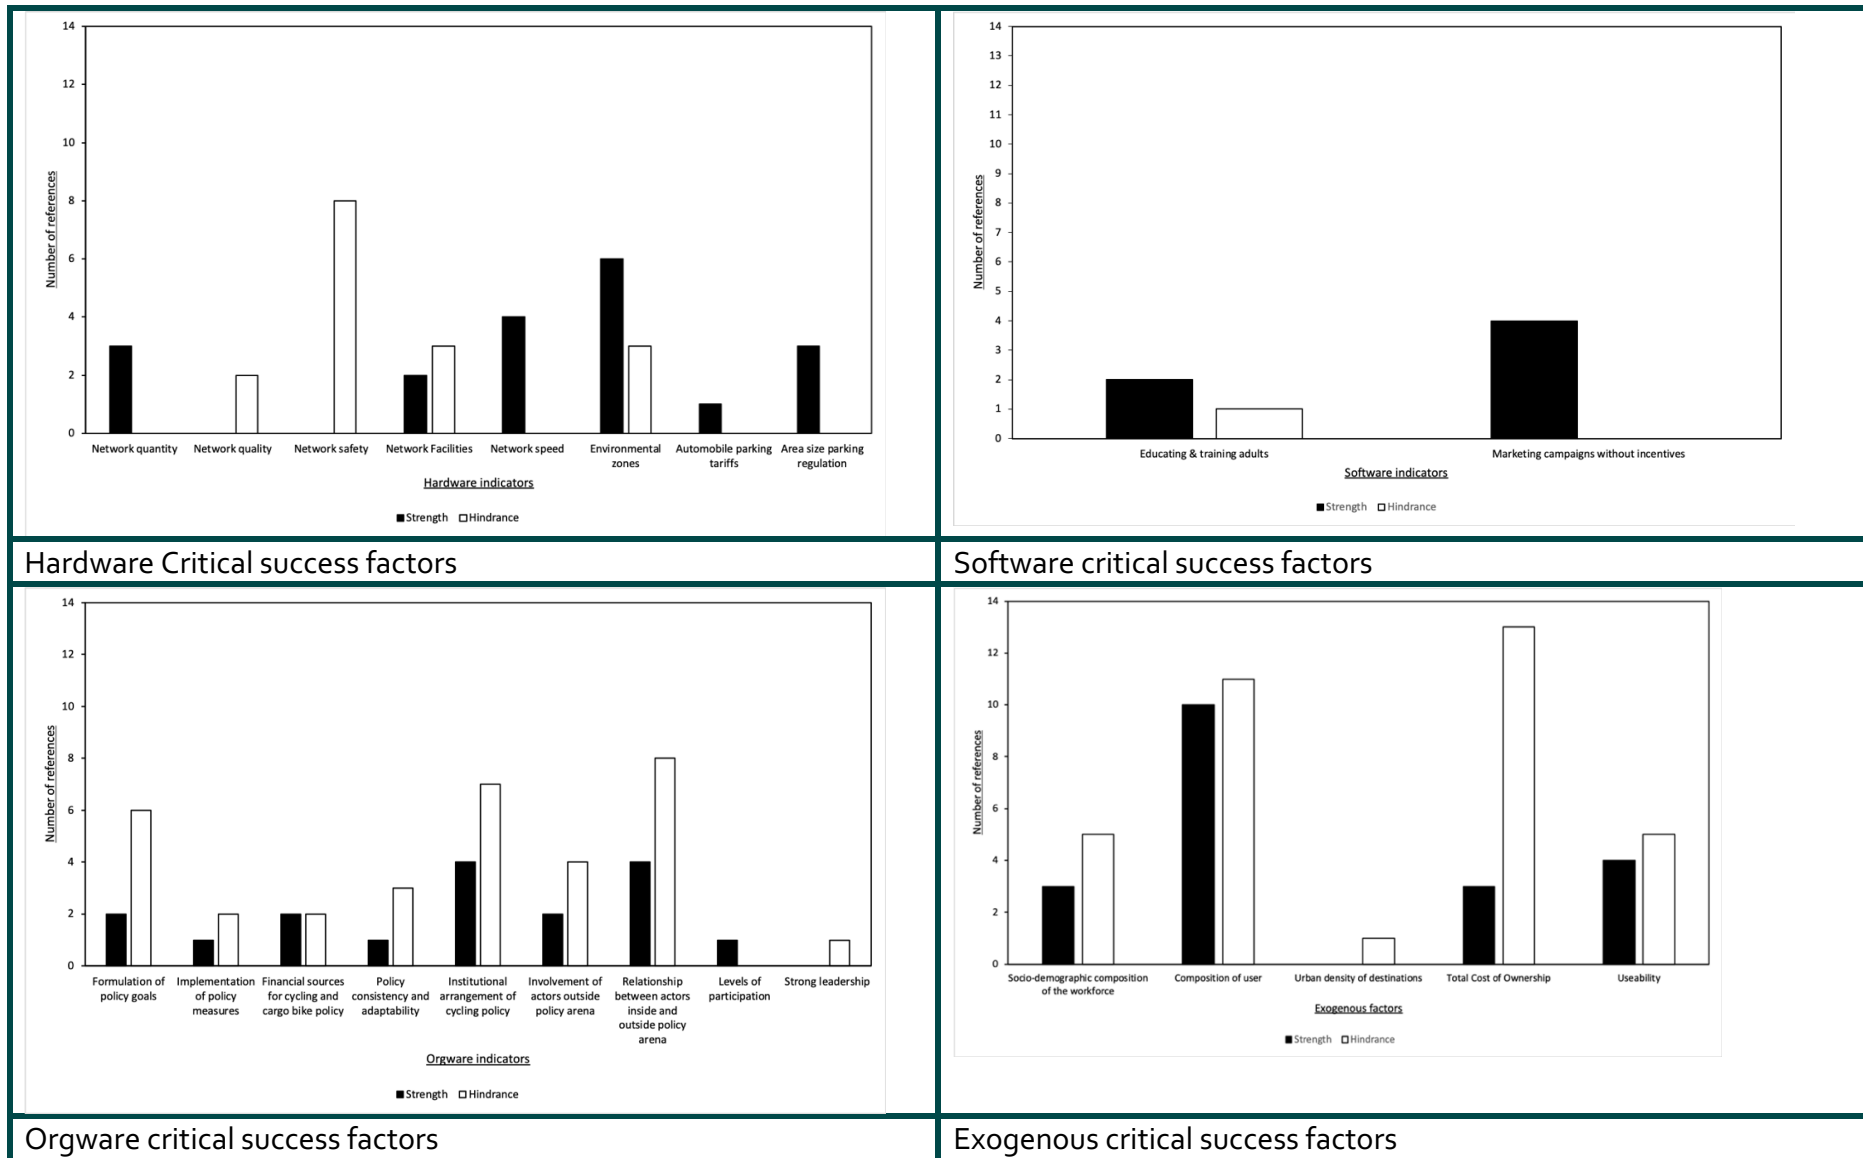 14
12
10
8
6
4
2
0
Number of references
Network quantity
Network quality
Network safety
Network Facilities
Network speed
Environmental
zones
Automobile parking
tariffs
Area size parking
regulation
Hardware indicators
Strength Hindrance
14
13
12
11
10
9
8
7
6
5
4
3
2
1
0
Number of references
Educating & training adults
Marketing campaigns without incentives
Software indicators
Strength Hindrance
Hardware Critical success factors
Software critical success factors
14
12
10
8
6
4
2
0
Number of references
Formulation of
policy goals
Implementation
of policy
measures
Financial sources
for cycling and
cargo bike policy
Policy
consistency and
adaptability
Institutional
arrangement of
cycling policy
Involvement of
actors outside
policy arena
Relationship
between actors
inside and
outside policy
arena
Levels of
participation
Strong leadership
Orgware indicators
Strength Hindrance
14
12
10
8
6
4
2
0
Number of references
Socio-demographic composition
of the workforce
Composition of user
Urban density of destinations
Total Cost of Ownership
Useability
Exogenous factors
Strength Hindrance
Orgware critical success factors
Exogenous critical success factors